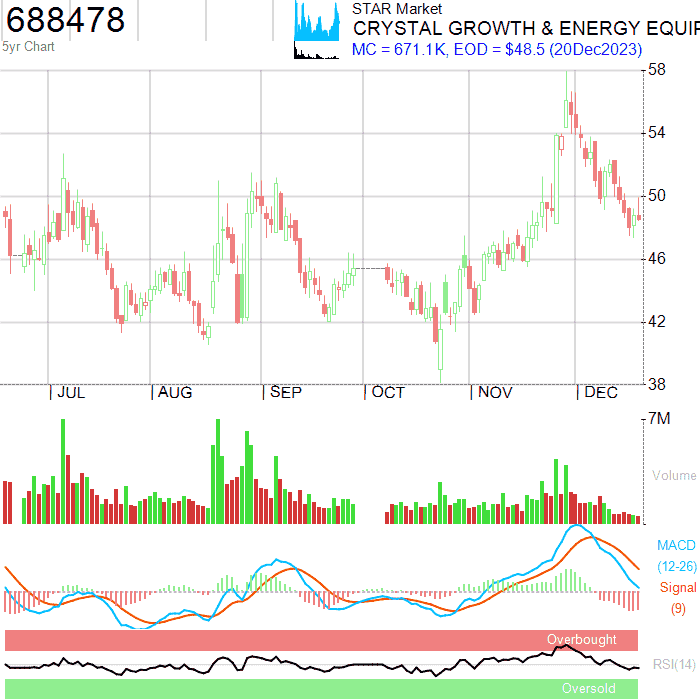 688478
5yr Chart
STAR Market
CRYSTAL GROWTH & ENERGY EQUIP
MC = 671.1K, EOD = $48.5 (20Dec2023)
58
54
50
46
42
38
JUL AUG SEP OCT NOV DEC
7M
Volume
MACD
(12-26)
Signal
(9)
Overbought
RSI(14)
Oversold